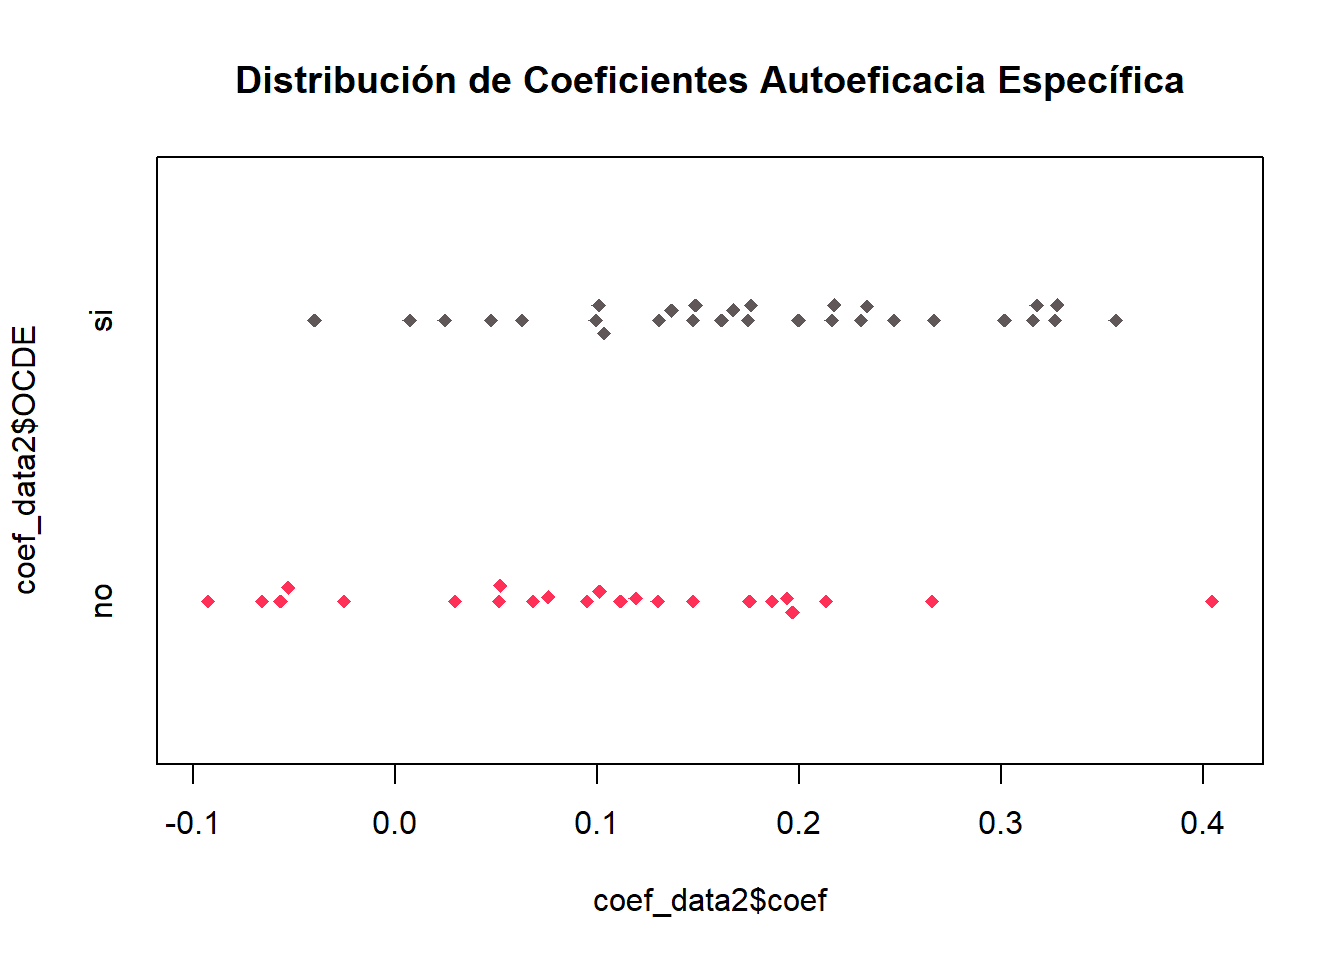 Distribución de Coeficientes Autoeficacia Específica
coef_data2$OCDE
si
no
-0.1 0.0 0.1 0.2 0.3 0.4
coef_data2$coef